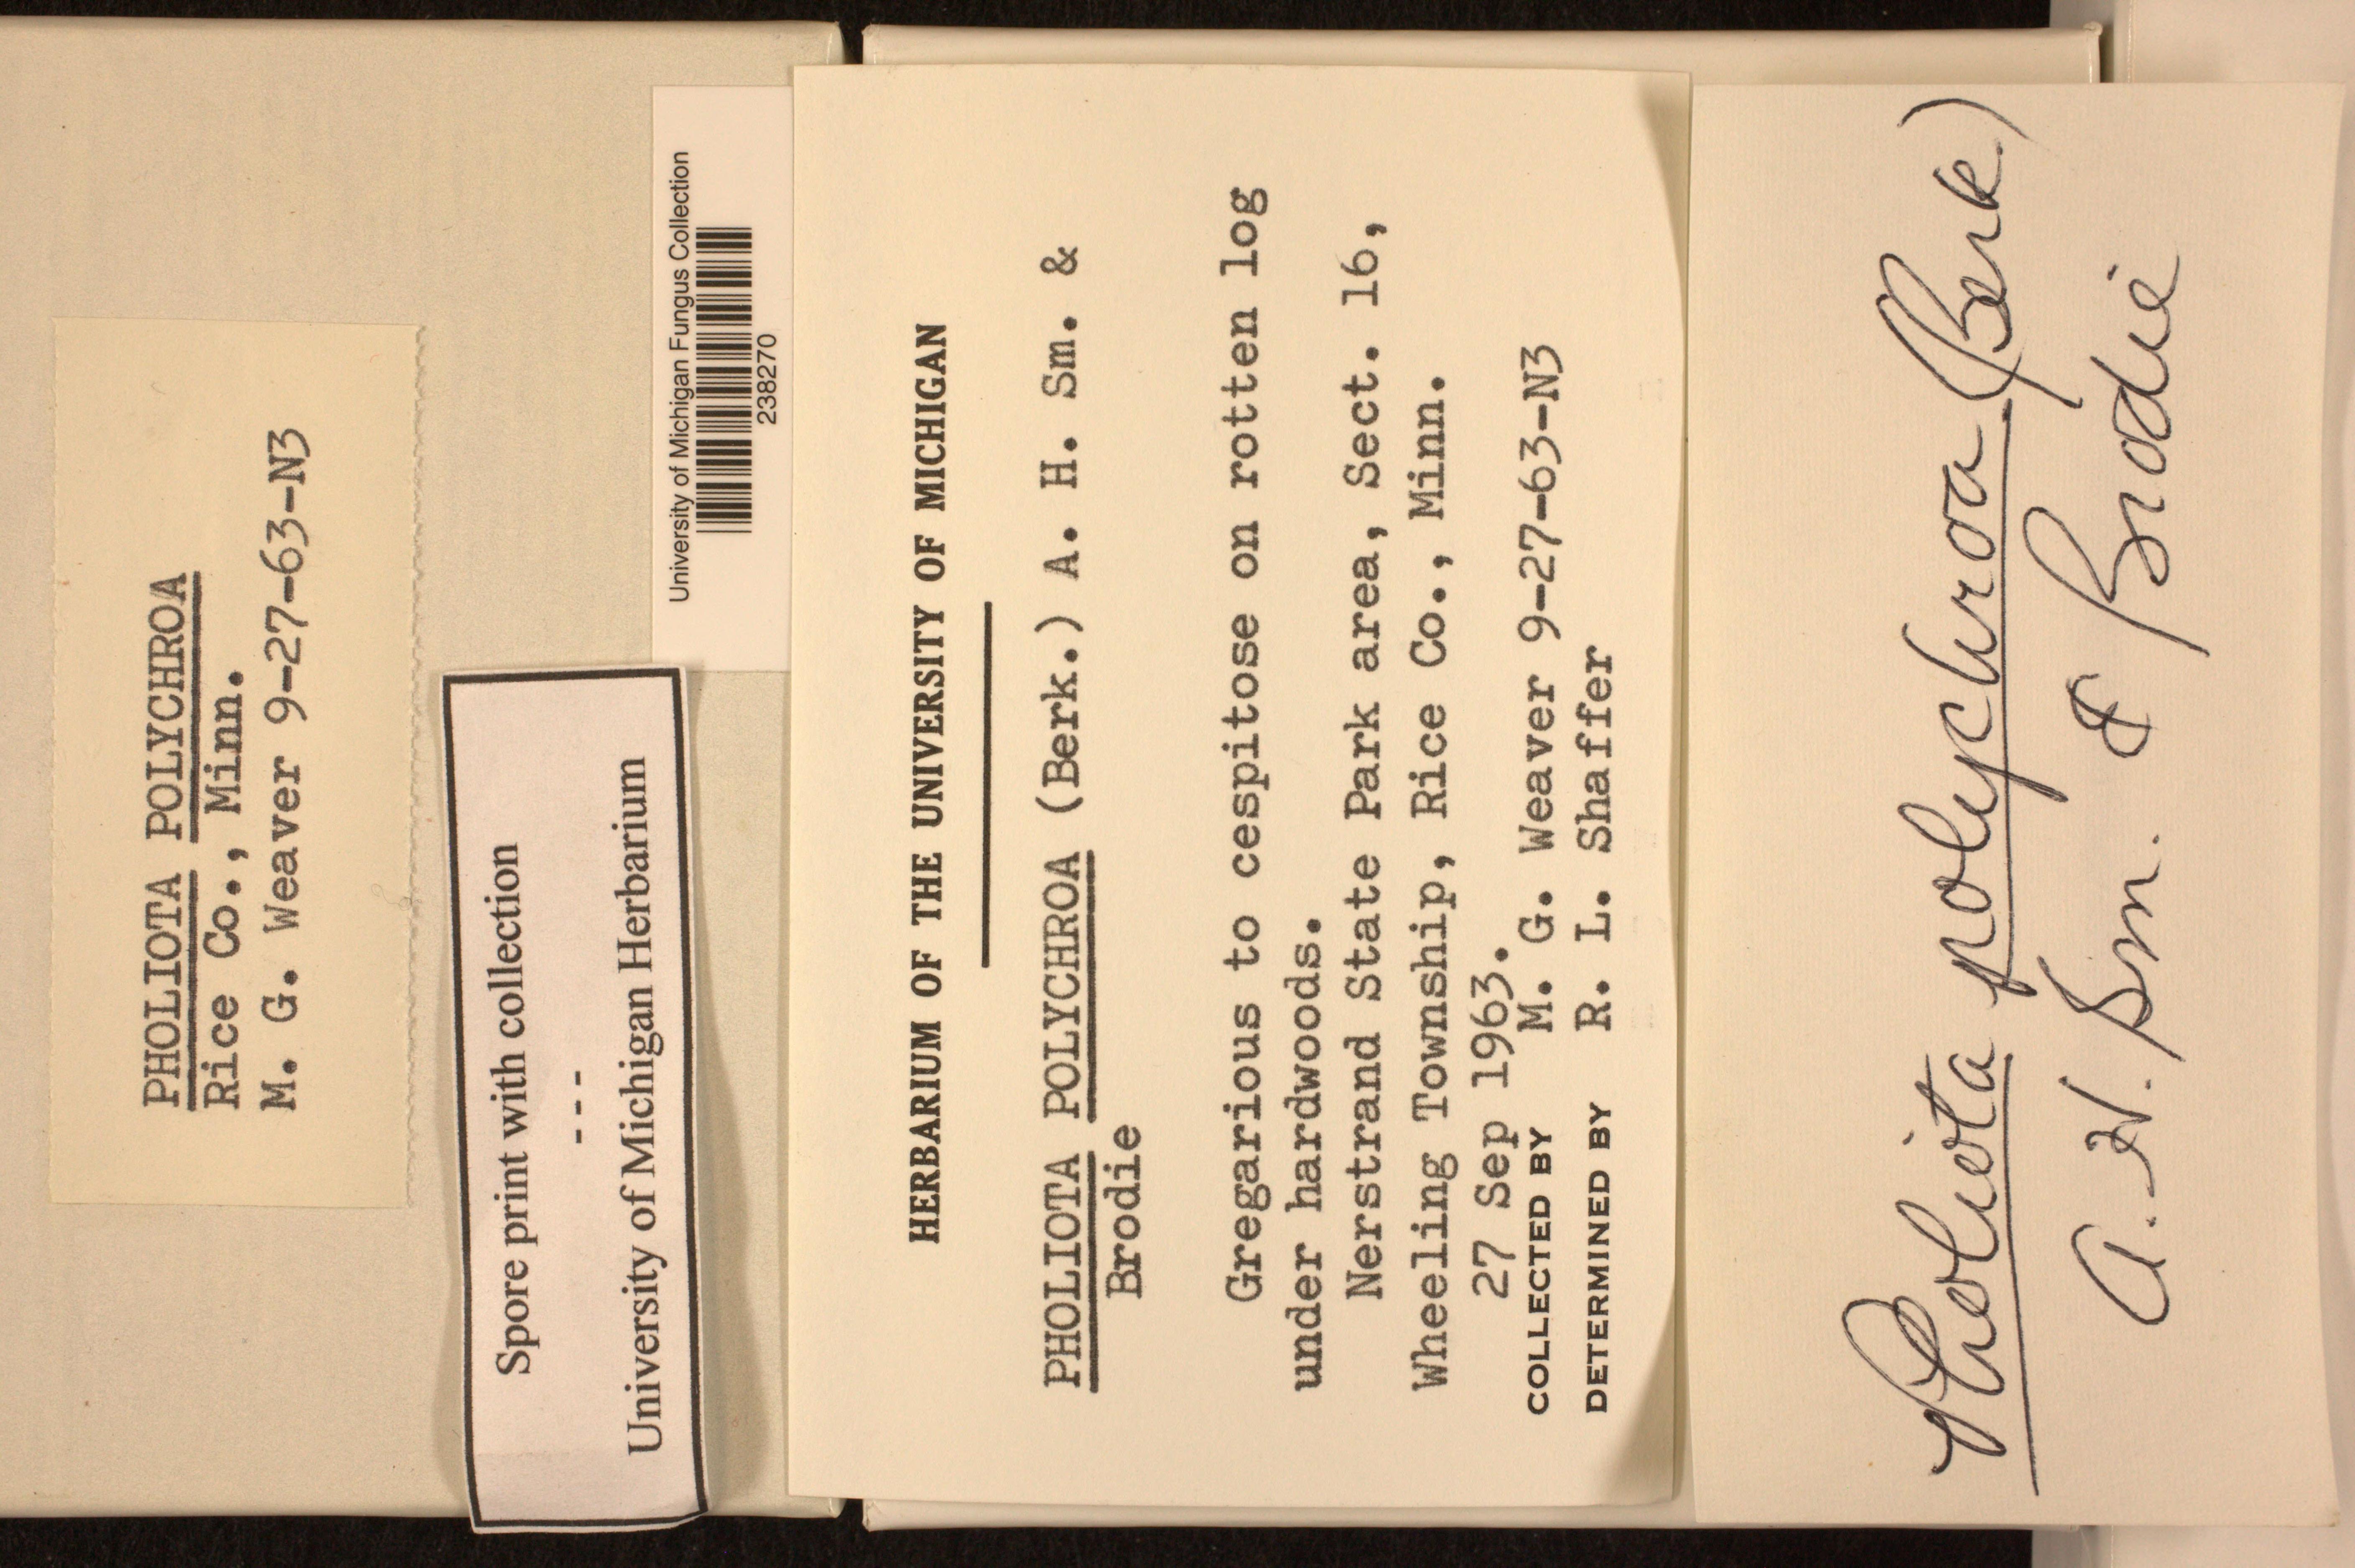 PHOLIOTA POLYCHROA
Rice Co., Minn.
M. G. Weaver 9-27-63-N3
Spore print with collection
- - -
University of Michigan Herbarium
University of Michigan Fungus Collection
238270
HERBARIUM OF THE UNIVERSITY OF MICHIGAN
PHOLIOTA POLYCHROA (Berk.) A. H. Sm. &
Brodie
Gregarious to cespitose on rotten log
under hardwoods.
Nerstrand State Park area, Sect. 16,
Wheeling Township, Rice Co., Minn.
27 Sep 1963.
COLLECTED BY M. G. Weaver 9-27-63-N3
DETERMINED BY R. L. Shaffer
Pholiota polychroa (Berk.)
A. H. Sm. & Brodie